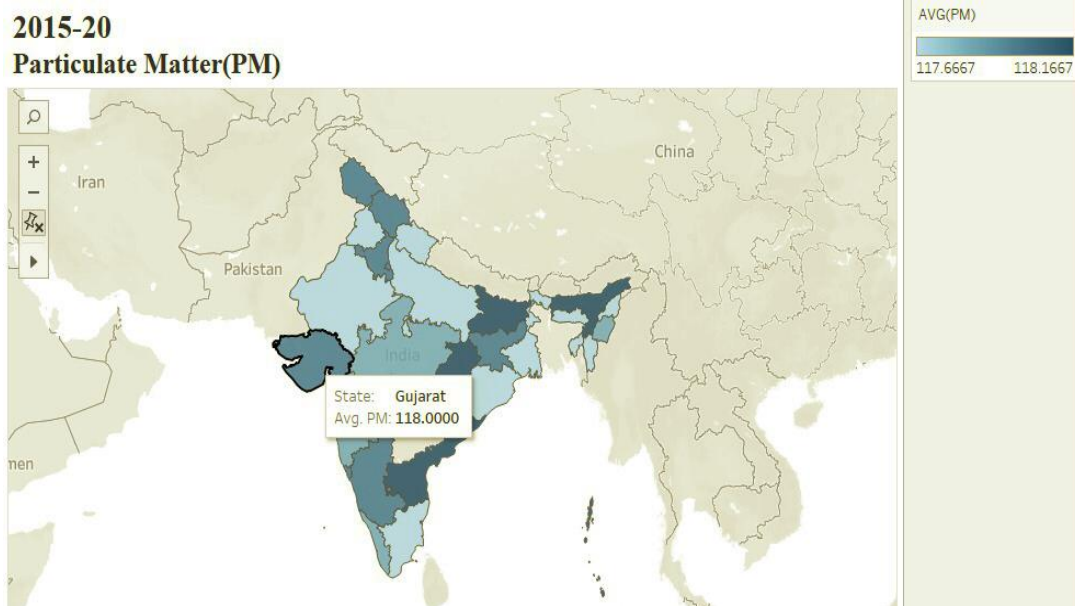 2015-20
Particulate Matter(PM)
AVG(PM)
117.6667 118.1667
China
Iran
Pakistan
India
State: Gujarat
Avg. PM: 118.0000
men